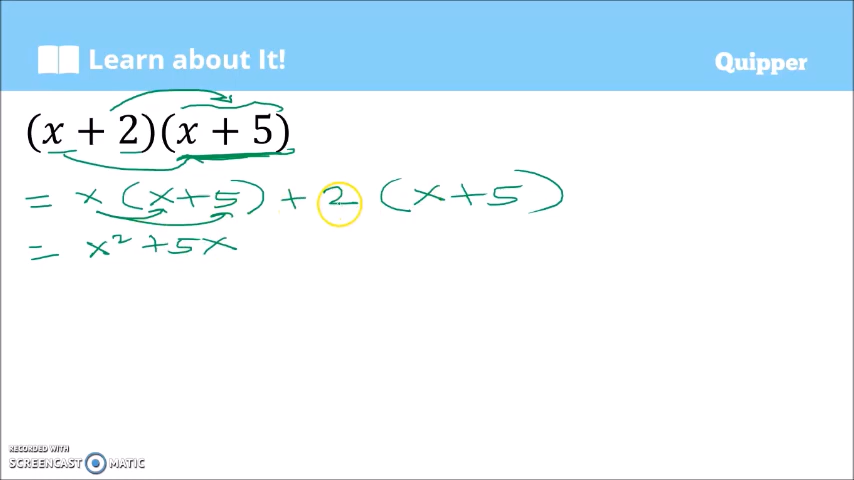 Learn about It!
Quipper
(x + 2)(x + 5)
= x (x+5) + 2 (x+5)
= x² +5x
RECORDED WITH
SCREENCAST MATIC